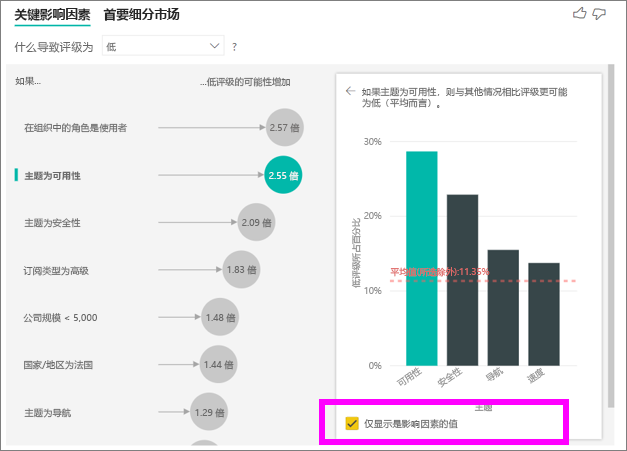 关键影响因素 首要细分市场
什么导致评级为 低 ?
如果... ...低评级的可能性增加
在组织中的角色是使用者 2.57 倍
主题为可用性 2.55 倍
主题为安全性 2.09 倍
订阅类型为高级 1.83 倍
公司规模 < 5,000 1.48 倍
国家/地区为法国 1.44 倍
主题为导航 1.29 倍
如果主题为可用性，则与其他情况相比评级更可能
为低（平均而言）。
低评级所占百分比
30%
20%
平均值(剔除除外):11.35%
10%
0%
可用性 安全性 导航 速度
主题
仅显示是影响因素的值